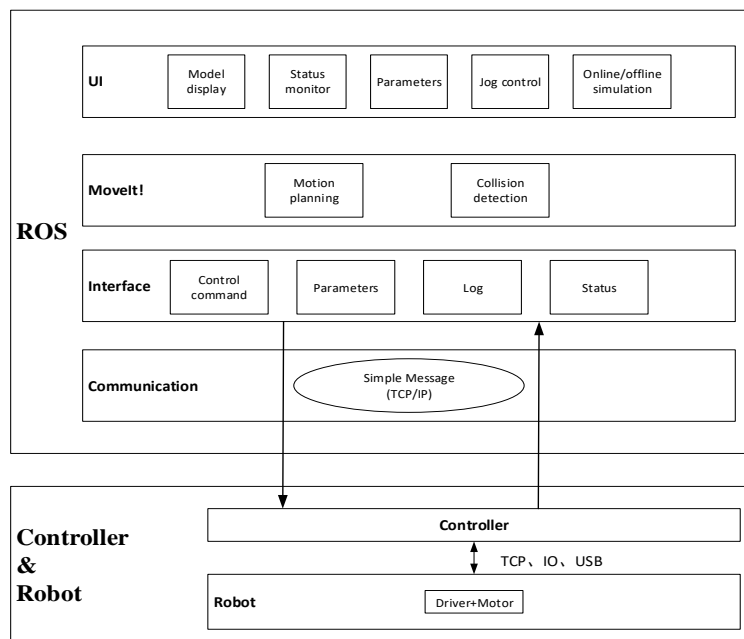 ROS
UI
Model
display
Status
monitor
Parameters
Jog control
Online/offline
simulation
MoveIt!
Motion
planning
Collision
detection
Interface
Control
command
Parameters
Log
Status
Communication
Simple Message
(TCP/IP)
Controller
&
Robot
Controller
TCP、IO、USB
Robot
Driver+Motor